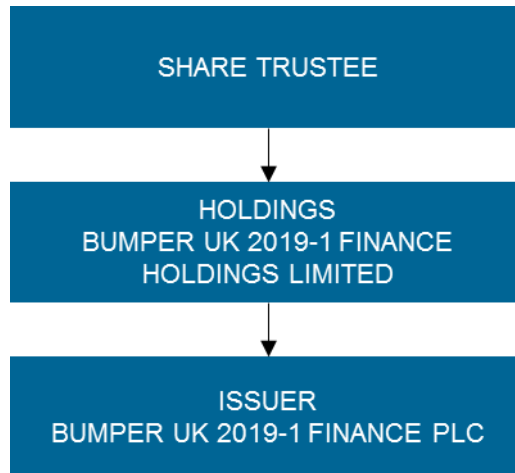 SHARE TRUSTEE
HOLDINGS
BUMPER UK 2019-1 FINANCE
HOLDINGS LIMITED
ISSUER
BUMPER UK 2019-1 FINANCE PLC